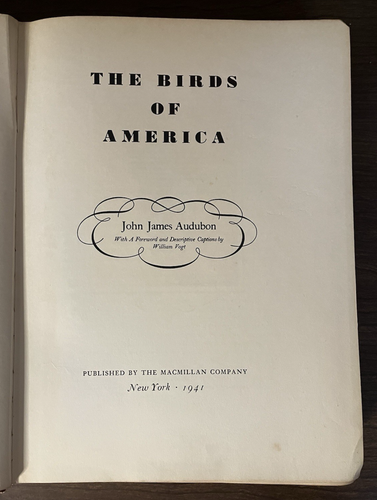 THE BIRDS
OF
AMERICA
John James Audubon
With A Foreword and Descriptive Captions by
William Vogt
PUBLISHED BY THE MACMILLAN COMPANY
New York · 1941